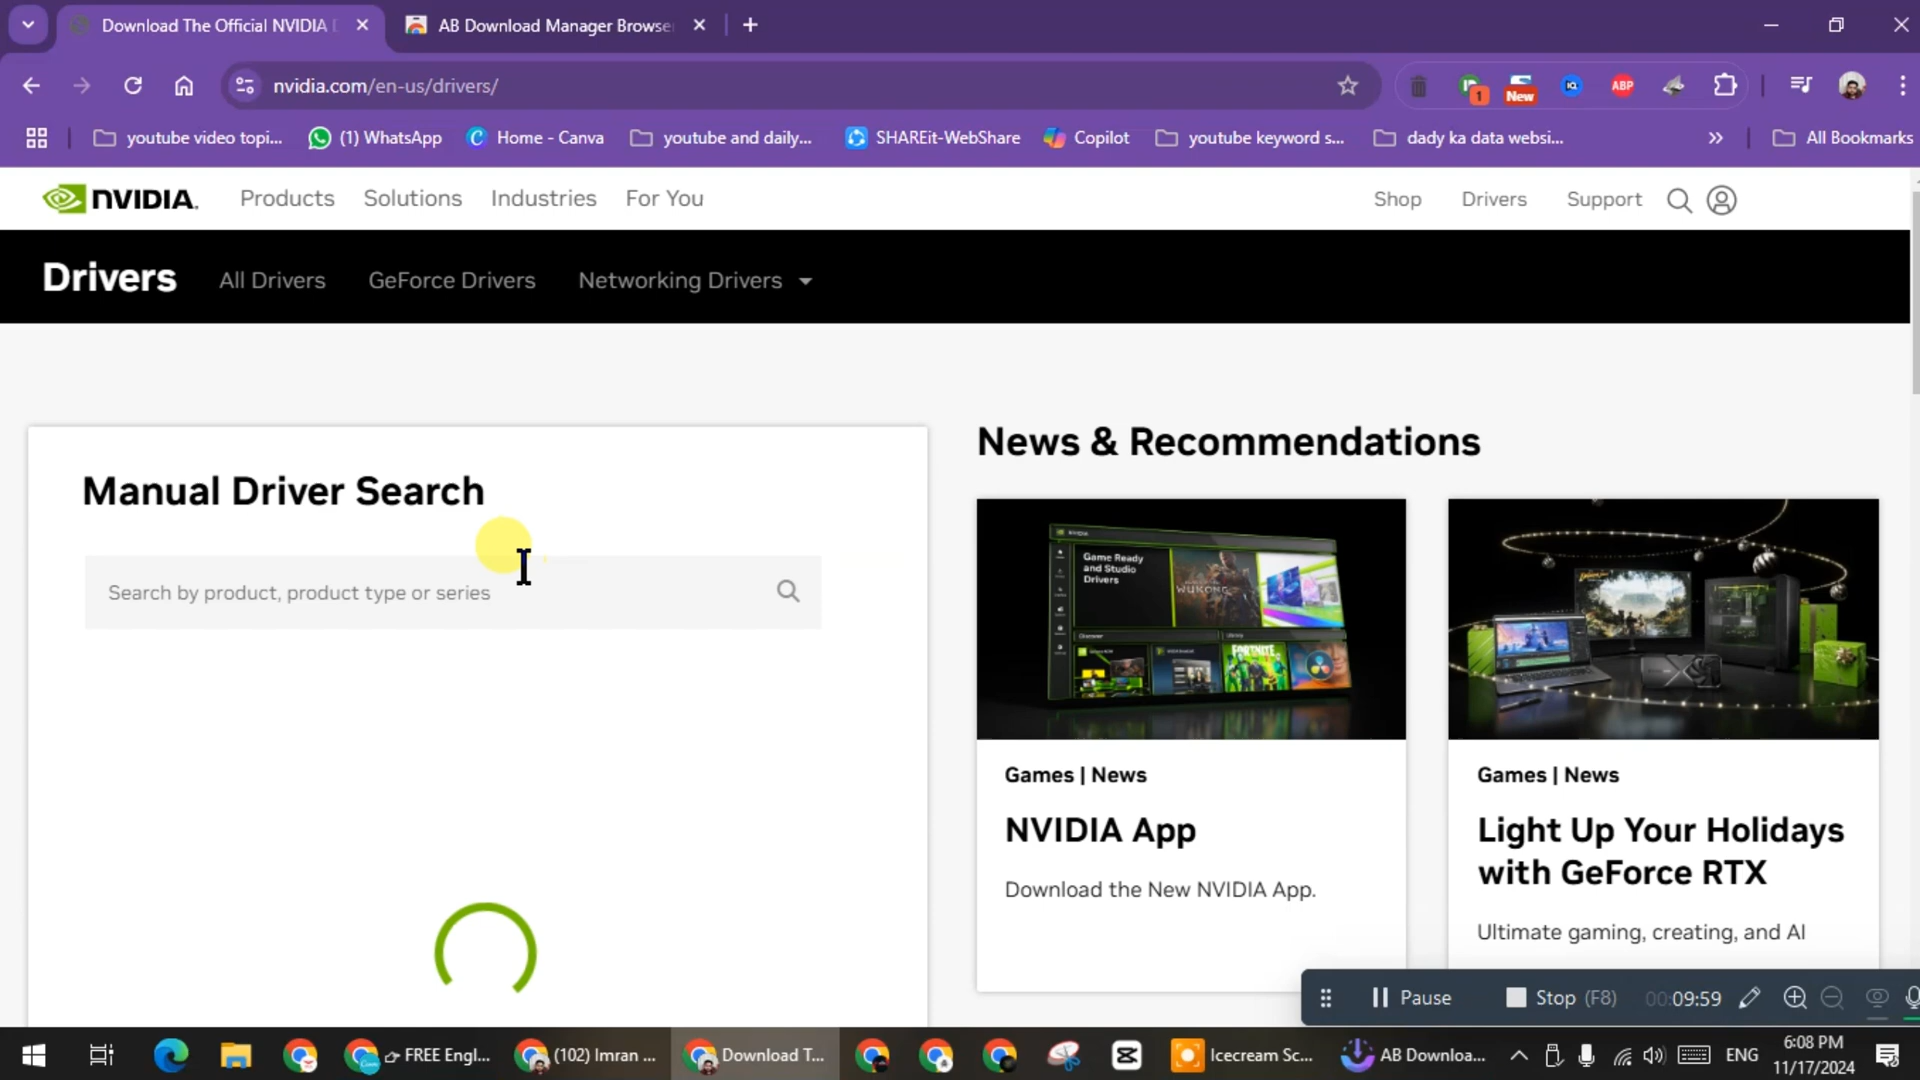 Download The Official NVIDIA D
AB Download Manager Browse
nvidia.com/en-us/drivers/
1
New
IQ
ABP
youtube video topi...
(1) WhatsApp
Home - Canva
youtube and daily...
SHAREit-WebShare
Copilot
youtube keyword s...
dady ka data websi...
All Bookmarks
NVIDIA.
Products
Solutions
Industries
For You
Shop
Drivers
Support
Drivers
All Drivers
GeForce Drivers
Networking Drivers
Manual Driver Search
Search by product, product type or series
News & Recommendations
Game Ready
and Studio
Drivers
WUKONG
FORTNITE
Games | News
NVIDIA App
Download the New NVIDIA App.
Games | News
Light Up Your Holidays
with GeForce RTX
Ultimate gaming, creating, and AI
Pause
Stop (F8)
00:09:59
FREE Engl...
(102) Imran ...
Download T...
Icecream Sc...
AB Downloa...
ENG
6:08 PM
11/17/2024